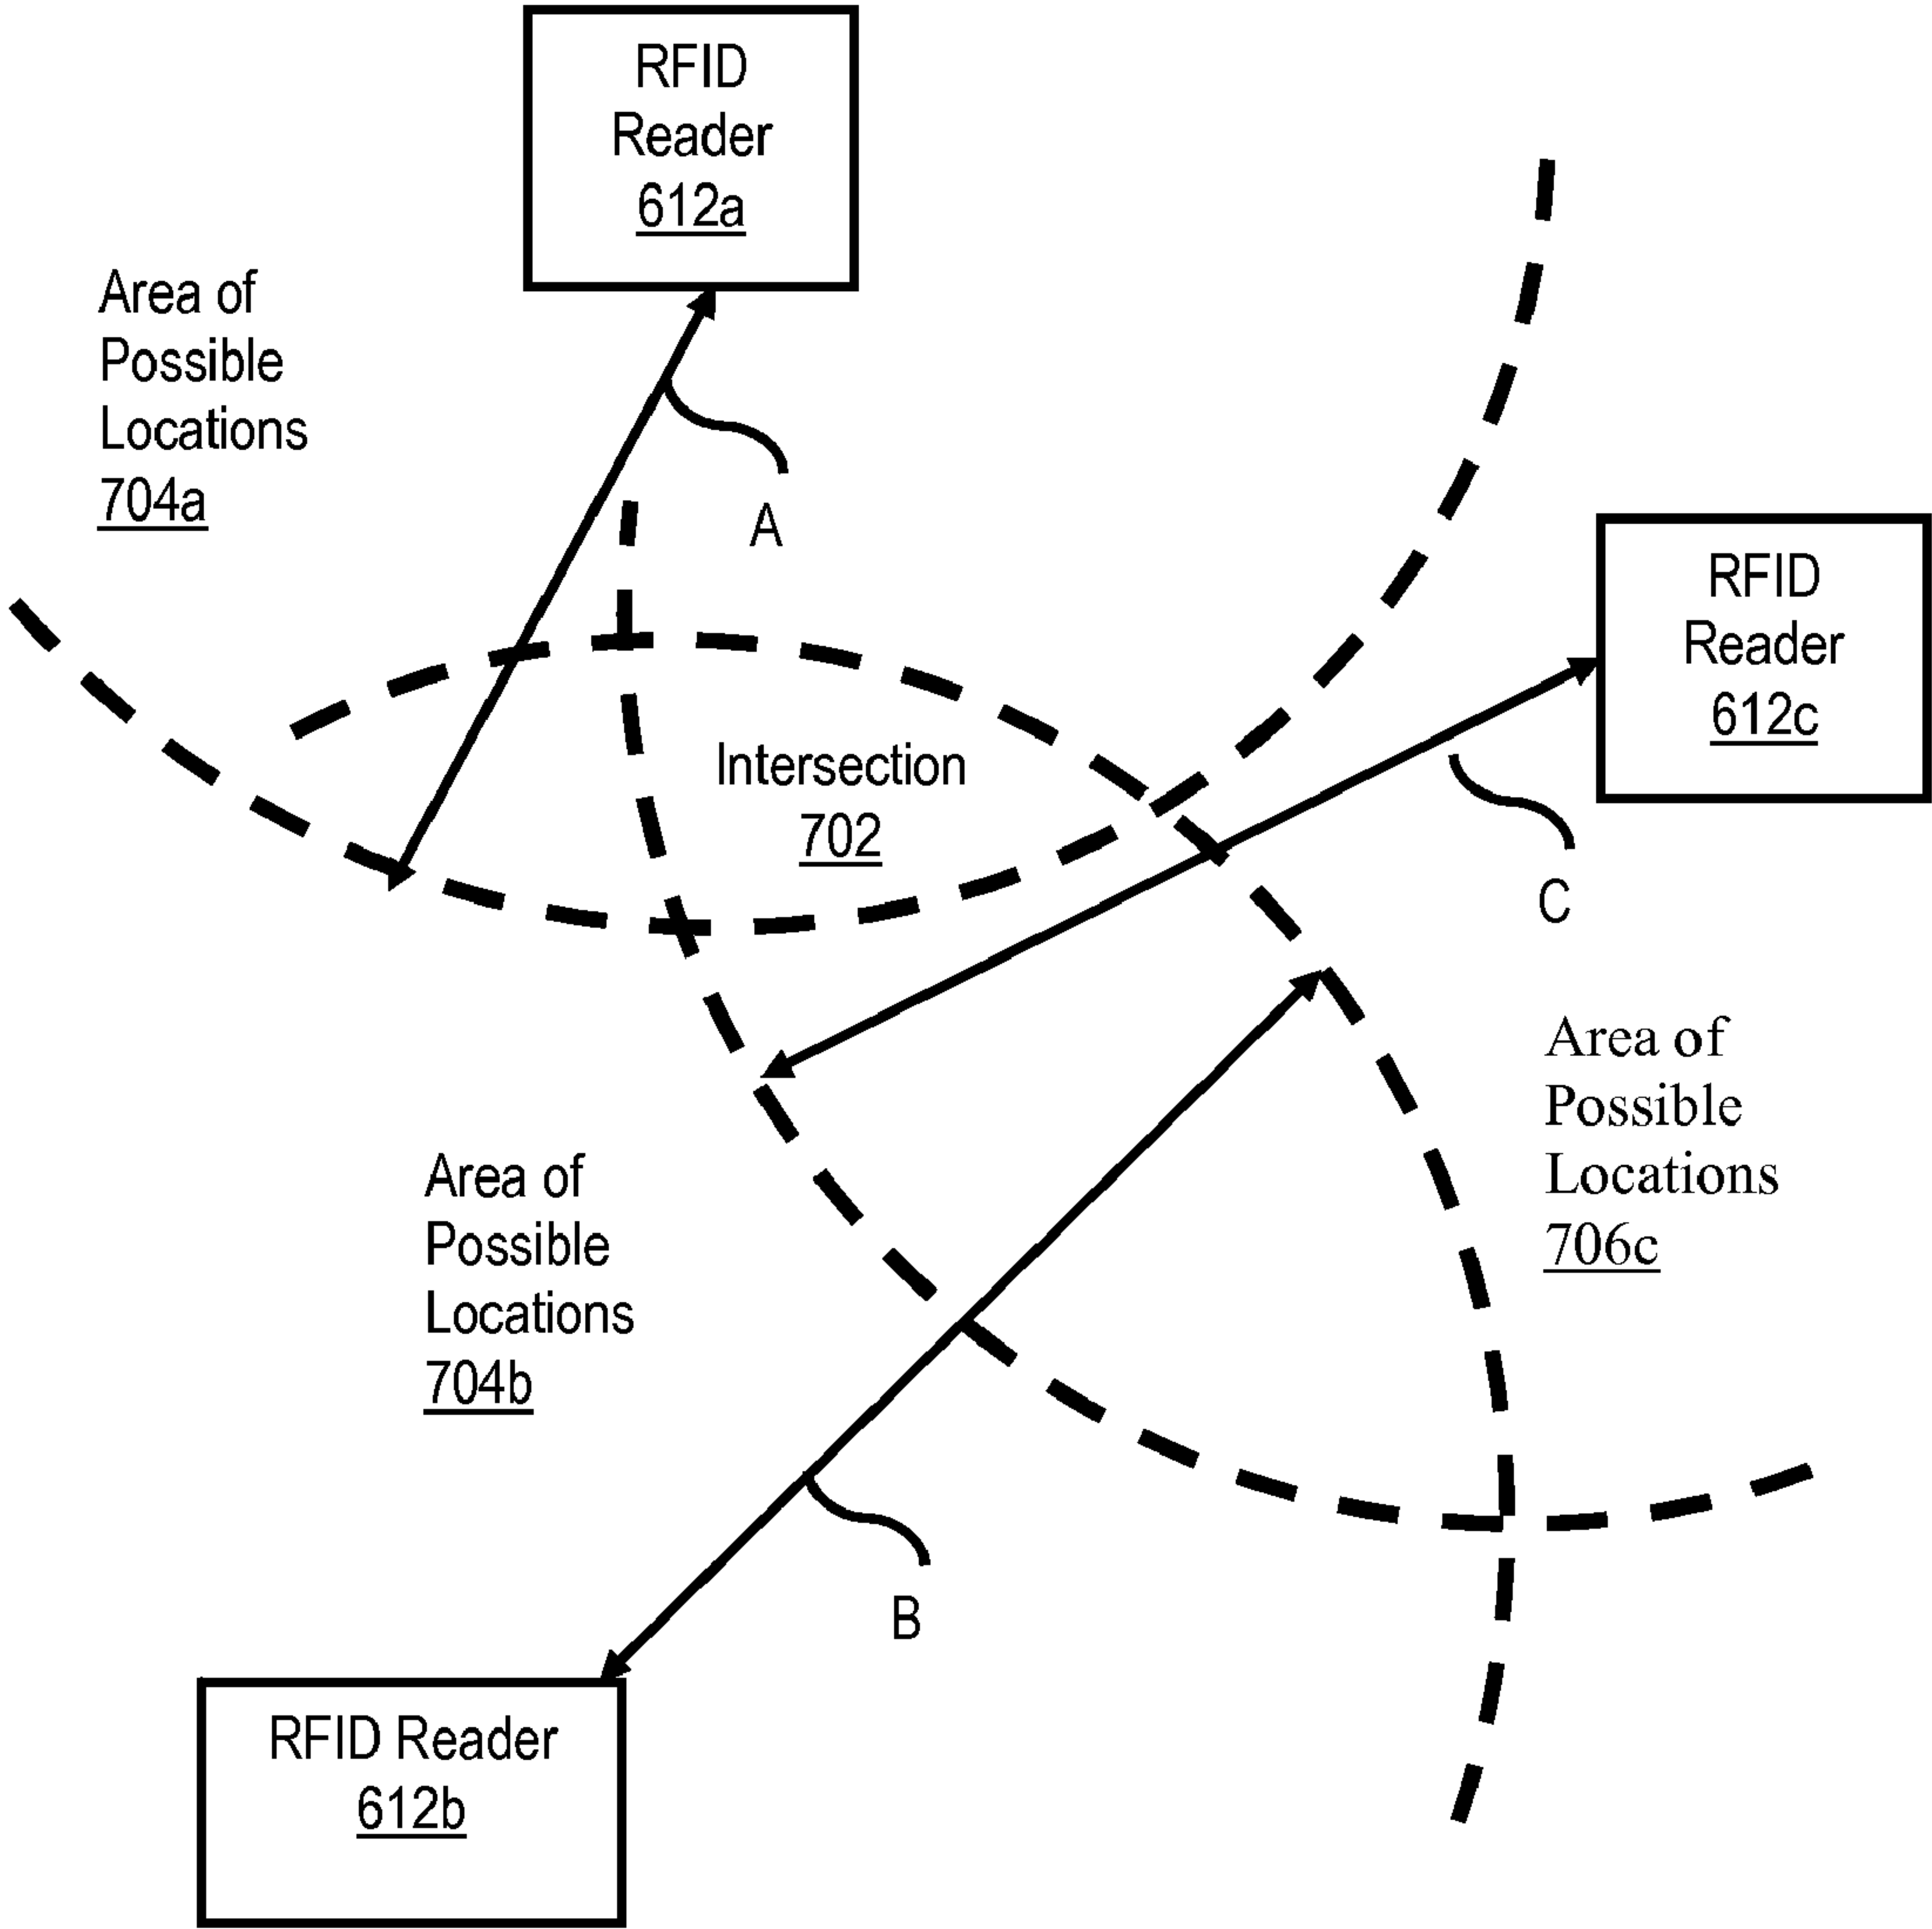 RFID
Reader
612a
Area of
Possible
Locations
704a
A
RFID
Reader
612c
Intersection
702
C
Area of
Possible
Locations
706c
Area of
Possible
Locations
704b
B
RFID Reader
612b